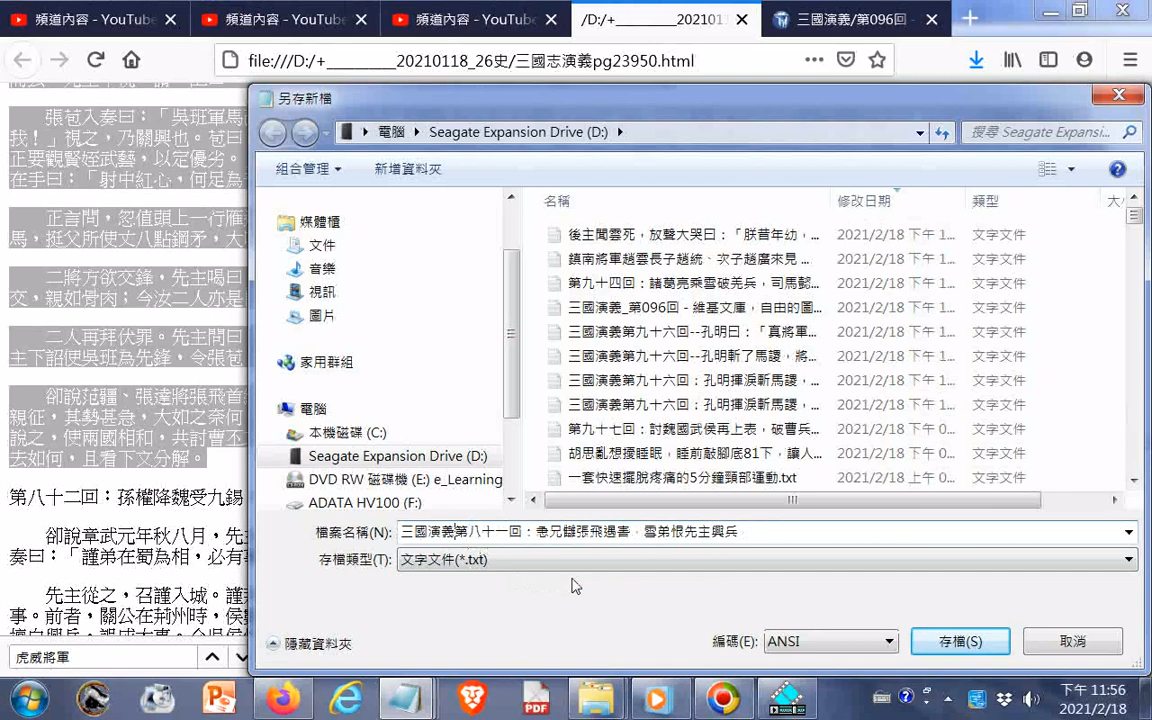 頻道內容 - YouTube
頻道內容 - YouTube
頻道內容 - YouTub
/D:/+_________202101
三國演義/第096回 -
file:///D:/+_________20210118_26史/三國志演義pg23950.html
另存新檔
電腦 Seagate Expansion Drive (D:)
搜尋 Seagate Expansi...
組合管理
新增資料夾
名稱 修改日期 類型
媒體櫃
文件
音樂
視訊
圖片
家用群組
電腦
本機磁碟 (C:)
Seagate Expansion Drive (D:)
DVD RW 磁碟機 (E:) e_Learning
ADATA HV100 (F:)
後主聞雲死，放聲大哭曰：「朕昔年幼，... 2021/2/18 下午 1... 文字文件
鎮南將軍趙雲長子趙統、次子趙廣來見 ... 2021/2/18 下午 1... 文字文件
第九十四回：諸葛亮乘雪破羌兵，司馬懿... 2021/2/18 下午 1... 文字文件
三國演義_第096回 - 維基文庫，自由的圖... 2021/2/18 下午 1... 文字文件
三國演義第九十六回--孔明曰：「真將軍... 2021/2/18 下午 1... 文字文件
三國演義第九十六回--孔明斬了馬謖，將... 2021/2/18 下午 1... 文字文件
三國演義第九十六回：孔明揮淚斬馬謖，... 2021/2/18 下午 1... 文字文件
三國演義第九十六回：孔明揮淚斬馬謖，... 2021/2/18 下午 1... 文字文件
第九十七回：討魏國武侯再上表，破曹兵... 2021/2/18 下午 0... 文字文件
胡思亂想擾睡眠，睡前敲腳底81下，讓人... 2021/2/18 下午 0... 文字文件
一套快速擺脫疼痛的5分鐘頸部運動.txt 2021/2/18 上午 0... 文字文件
檔案名稱(N): 三國演義第八十一回：急兄讎張飛遇害，雪弟恨先主興兵
存檔類型(T): 文字文件(*.txt)
隱藏資料夾
編碼(E): ANSI
存檔(S)
取消
張苞入奏曰：「吳班軍馬
我！」視之，乃關興也。苞曰
正要觀賢姪武藝，以定優劣。
在手曰：「射中紅心，何足為
正言間，忽值頭上一行雁
馬，挺父所使丈八點鋼矛，大
二將方欲交鋒，先主喝曰
交，親如骨肉；今汝二人亦是
二人再拜伏罪。先主問曰
主下詔使吳班為先鋒，令張苞
卻說范疆、張達將張飛首
親征，其勢甚急，大如之奈何
說之，使兩國相和，共討曹丕
去如何，且看下文分解。
第八十二回：孫權降魏受九錫
卻說章武元年秋八月，先
奏曰：「謹弟在蜀為相，必有
先主從之，召謹入城。謹
事。前者，關公在荊州時，侯
虎威將軍
下午 11:56
2021/2/18